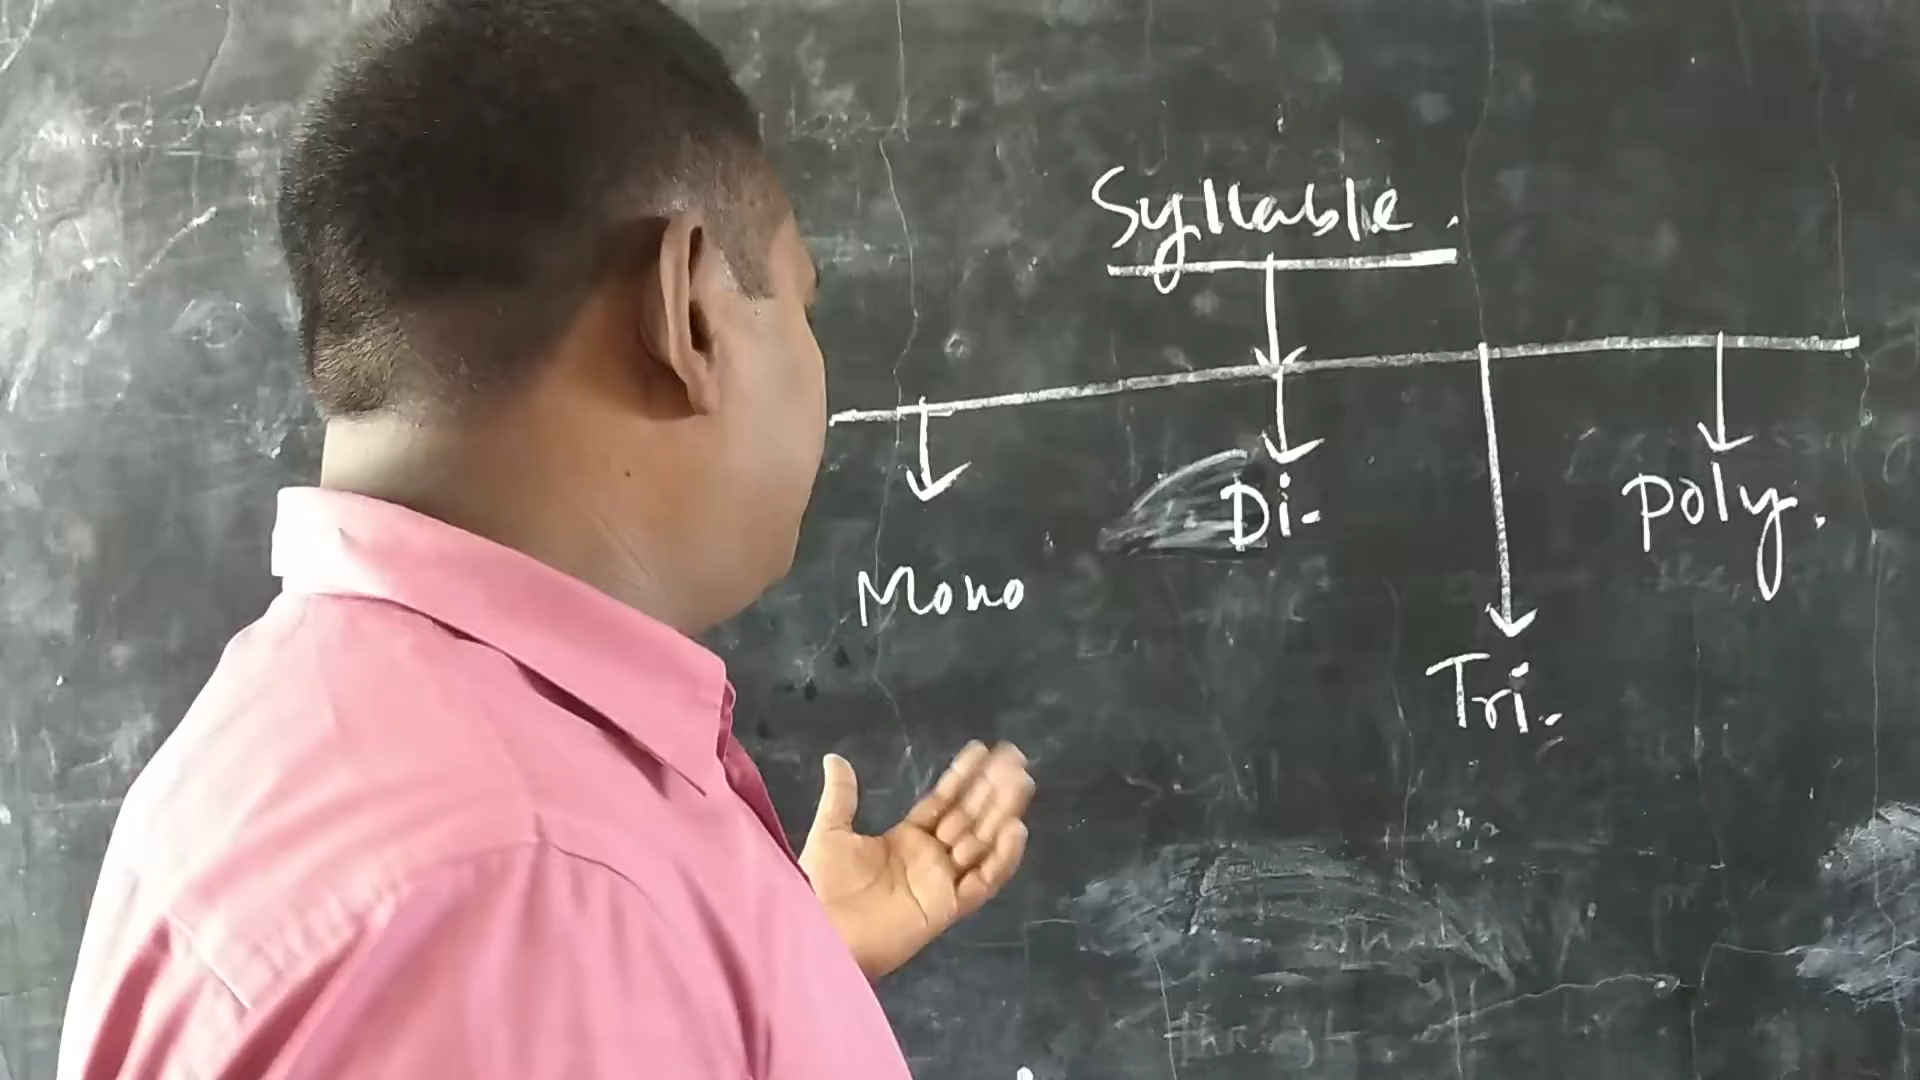 Syllable.
Mono
Di.
Tri.
Poly.